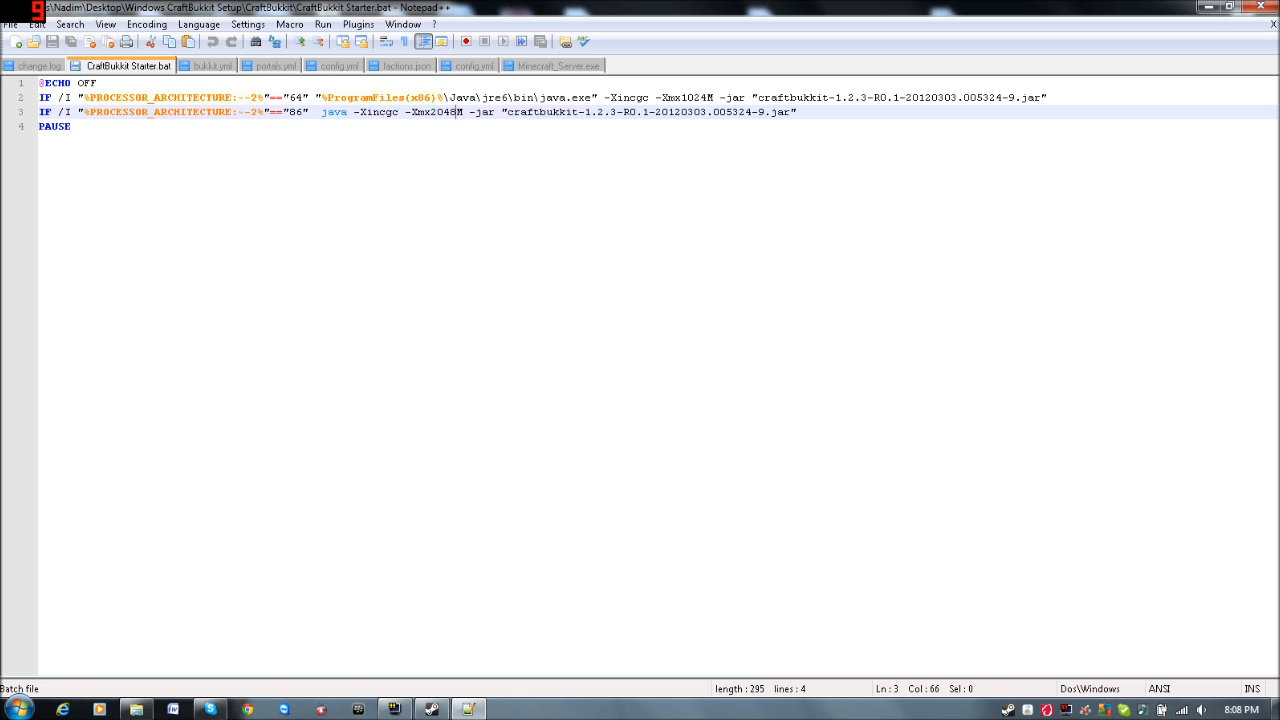 9
s\Nadim\Desktop\Windows CraftBukkit Setup\CraftBukkit\CraftBukkit Starter.bat - Notepad++
File Edit Search View Encoding Language Settings Macro Run Plugins Window ?
X
change.log CraftBukkit Starter.bat bukkit.yml portals.yml config.yml factions.json config.yml Minecraft_Server.exe
1 @ECHO OFF
2 IF /I "%PROCESSOR_ARCHITECTURE:~-2%"=="64" "%ProgramFiles(x86)%\Java\jre6\bin\java.exe" -Xincgc -Xmx1024M -jar "craftbukkit-1.2.3-R0.1-20120303.005324-9.jar"
3 IF /I "%PROCESSOR_ARCHITECTURE:~-2%"=="86"  java -Xincgc -Xmx2048M -jar "craftbukkit-1.2.3-R0.1-20120303.005324-9.jar"
4 PAUSE
Batch file length : 295 lines : 4 Ln : 3 Col : 66 Sel : 0 Dos\Windows ANSI INS
8:08 PM